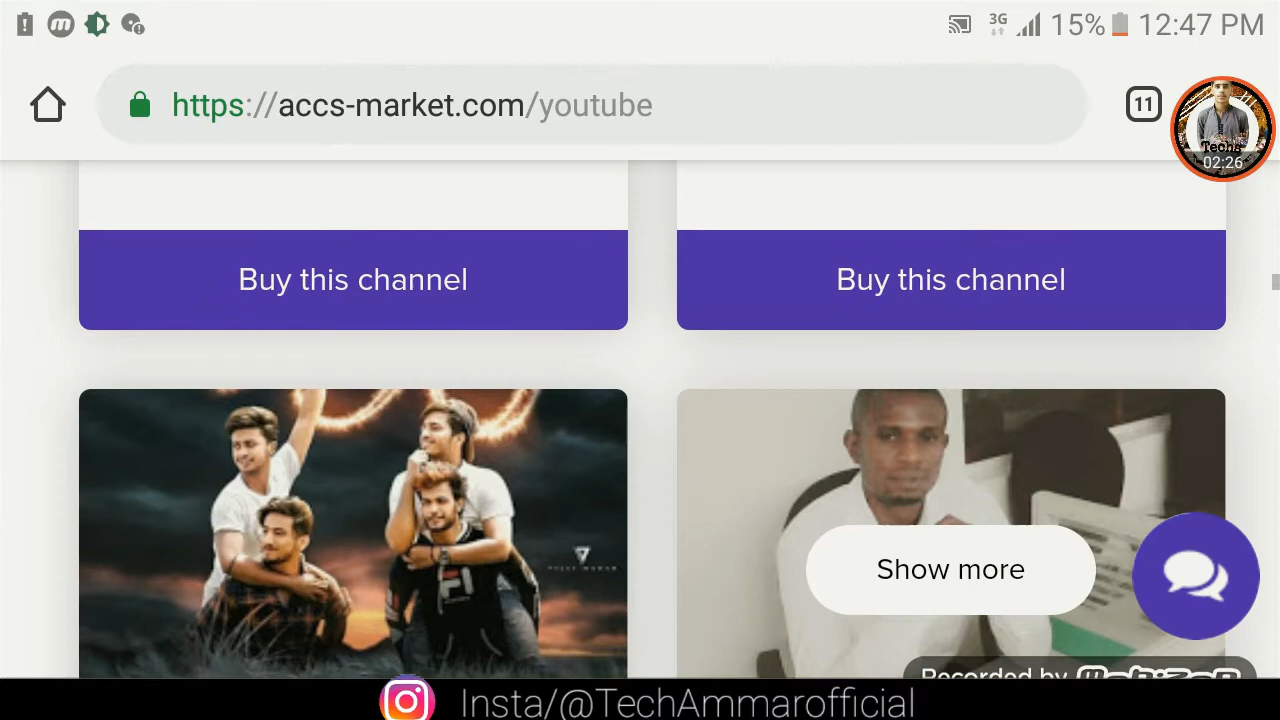 3G 15% 12:47 PM
https://accs-market.com/youtube
11
Techs
02:26
Buy this channel
Buy this channel
Show more
Recorded by Mobizen
Insta/@TechAmmarofficial